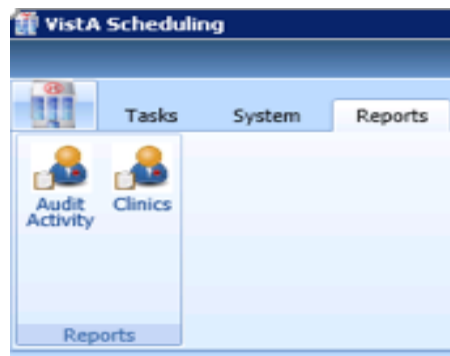 VistA Scheduling
Tasks System Reports
Audit Activity Clinics
Reports